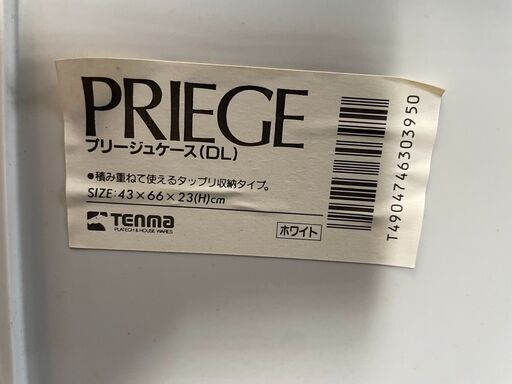 PRIEGE
プリージュケース(DL)
●積み重ねて使えるタップリ収納タイプ。
SIZE:43×66×23(H)cm
TENMA
PLATECH & HOUSE WARES
ホワイト
T4904746303950